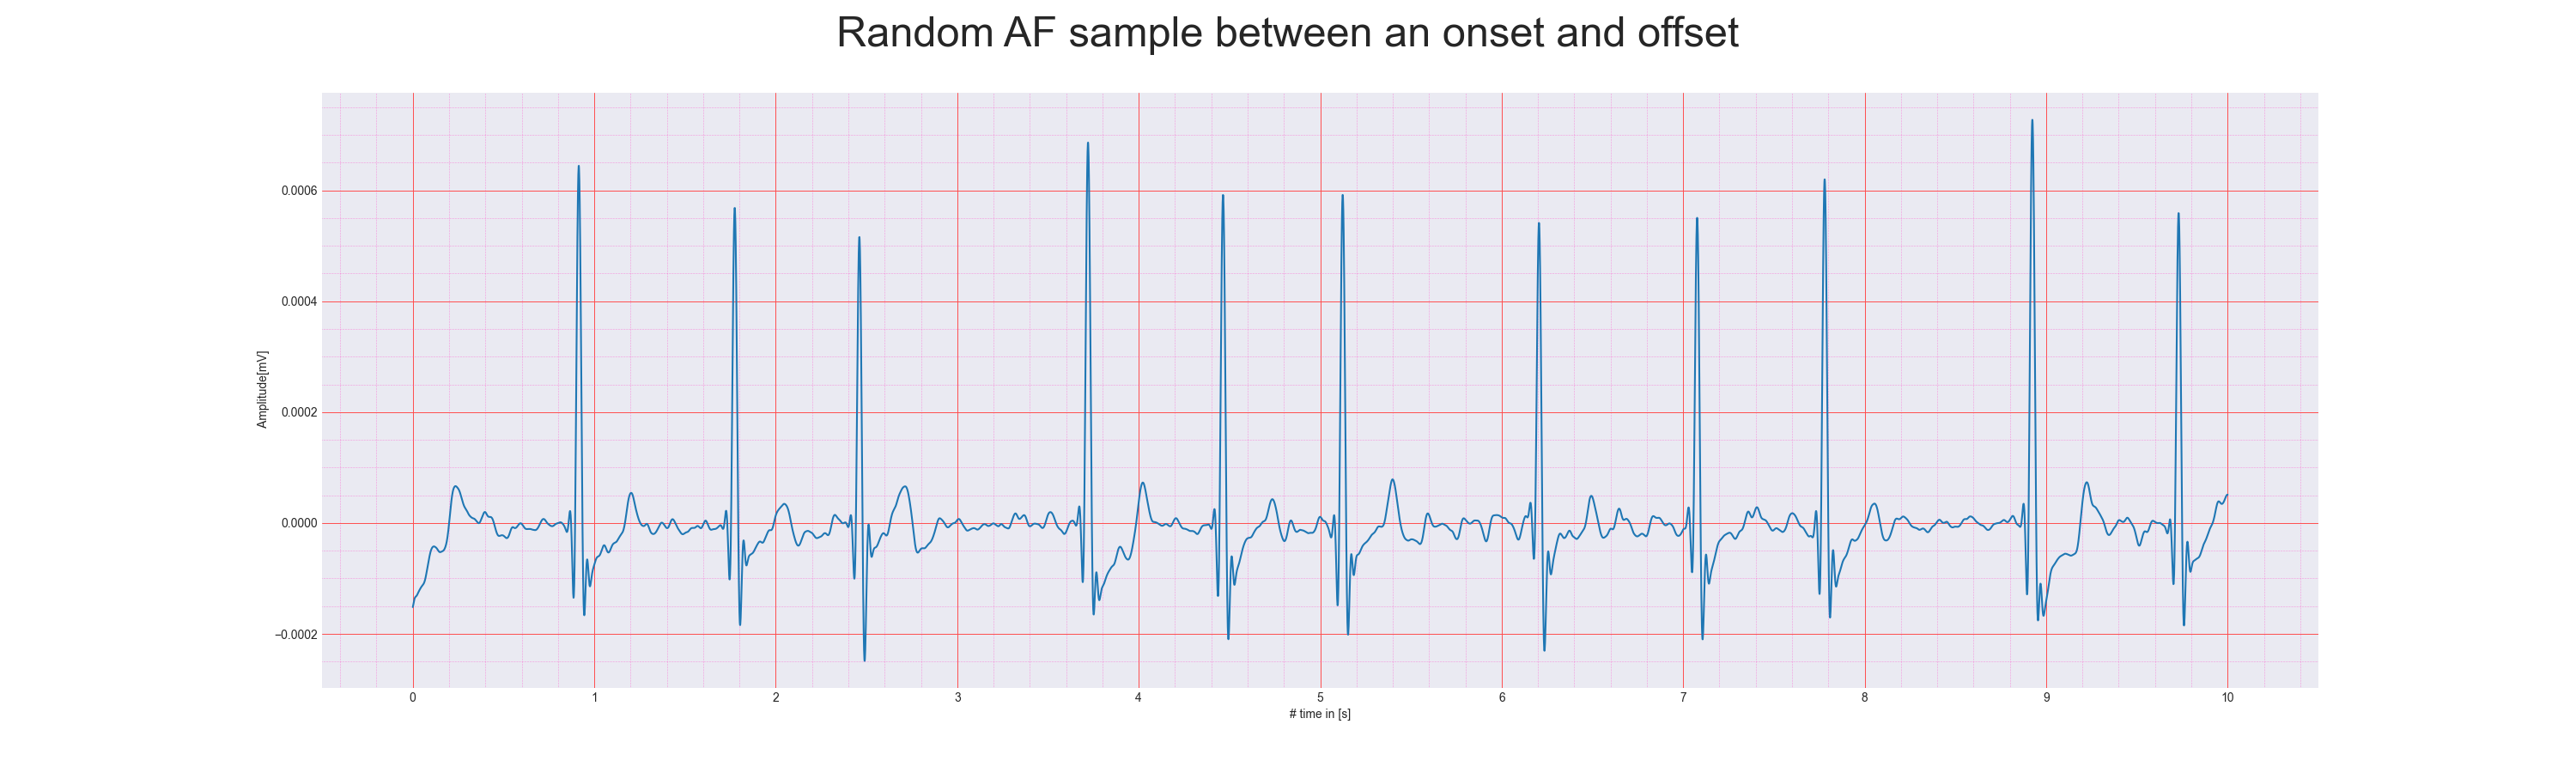 Random AF sample between an onset and offset
0.0006
0.0004
0.0002
0.0000
−0.0002
Amplitude[mV]
0 1 2 3 4 5 6 7 8 9 10
# time in [s]